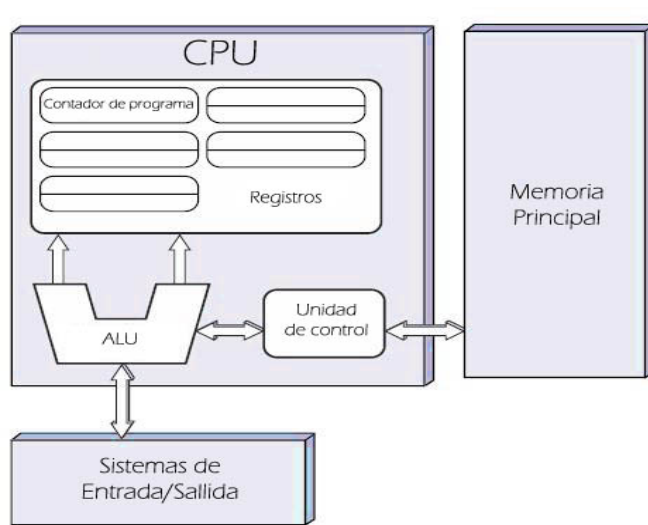 CPU
Contador de programa
Registros
Memoria
Principal
Unidad
de control
ALU
Sistemas de
Entrada/Sallida